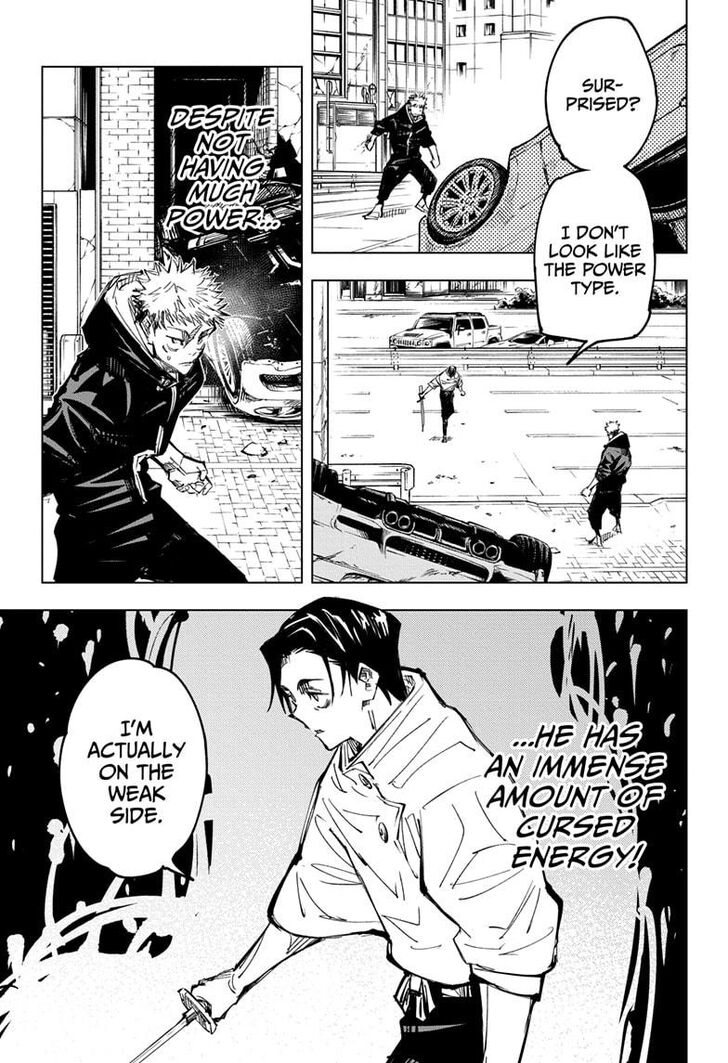 SUR-
PRISED?
I DON'T
LOOK LIKE
THE POWER
TYPE.
DESPITE
NOT
HAVING
MUCH
POWER...
...HE HAS
AN IMMENSE
AMOUNT OF
CURSED
ENERGY!
I'M
ACTUALLY
ON THE
WEAK
SIDE.